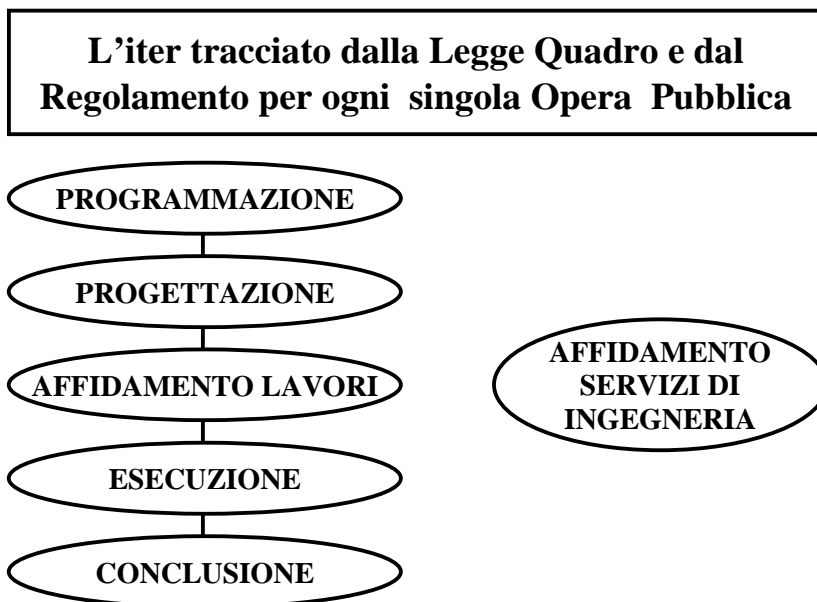 L’iter tracciato dalla Legge Quadro e dal
Regolamento per ogni singola Opera Pubblica
PROGRAMMAZIONE
PROGETTAZIONE
AFFIDAMENTO LAVORI
ESECUZIONE
CONCLUSIONE
AFFIDAMENTO
SERVIZI DI
INGEGNERIA